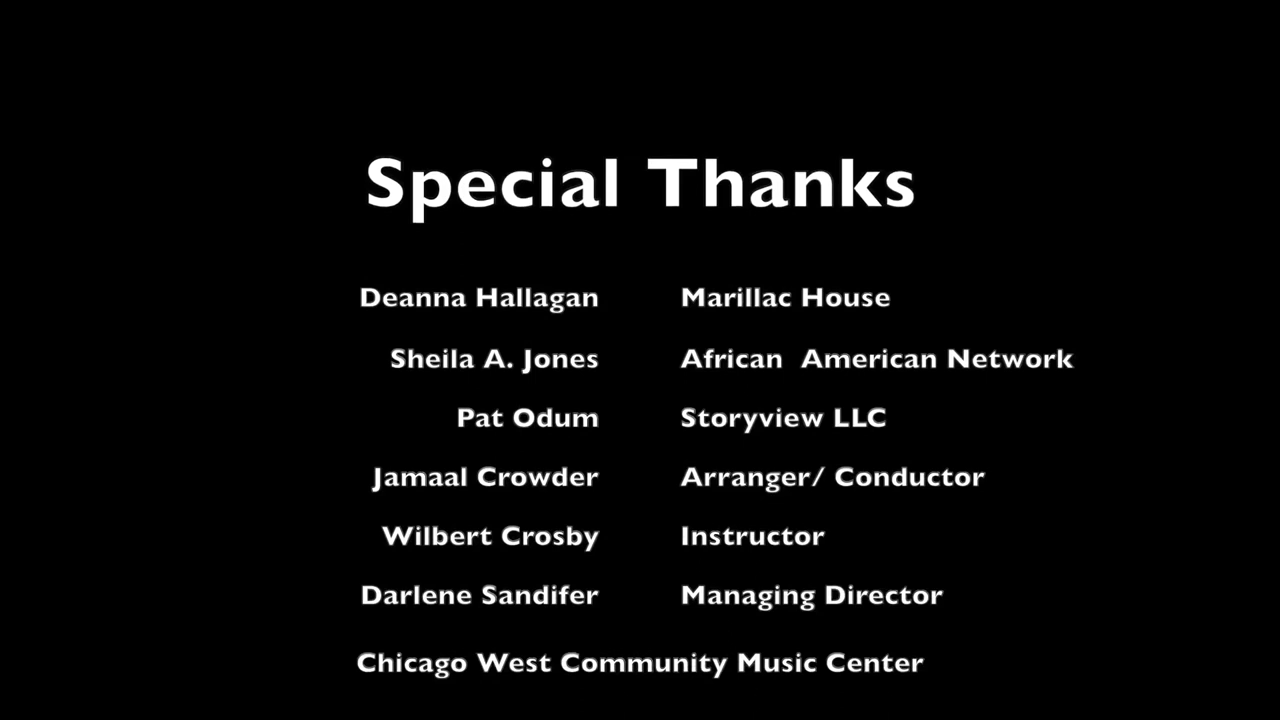 Special Thanks
Deanna Hallagan Marillac House
Sheila A. Jones African  American Network
Pat Odum Storyview LLC
Jamaal Crowder Arranger/ Conductor
Wilbert Crosby Instructor
Darlene Sandifer Managing Director
Chicago West Community Music Center